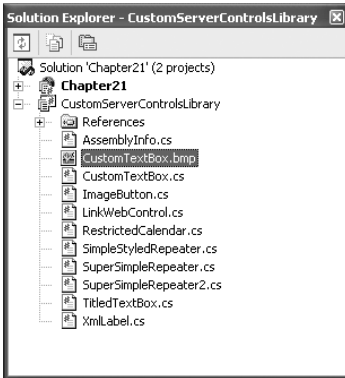 Solution Explorer - CustomServerControlsLibrary
Solution 'Chapter21' (2 projects)
Chapter21
CustomServerControlsLibrary
References
AssemblyInfo.cs
CustomTextBox.bmp
CustomTextBox.cs
ImageButton.cs
LinkWebControl.cs
RestrictedCalendar.cs
SimpleStyledRepeater.cs
SuperSimpleRepeater.cs
SuperSimpleRepeater2.cs
TitledTextBox.cs
XmlLabel.cs